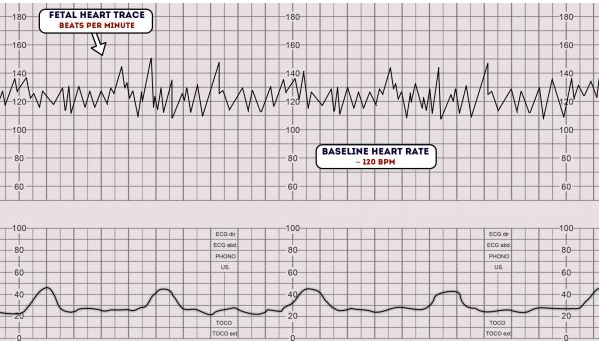 FETAL HEART TRACE
BEATS PER MINUTE
180 180 180
160 160 160
140 140 140
120 120 120
100 100 100
80 80 80
BASELINE HEART RATE
~ 120 BPM
60 60 60
100 100 100
ECG dir ECG dir
80 80 80
ECG abd. ECG abd.
PHONO PHONO
60 60 60
US. US.
40 40 40
20 20 20
TOCO TOCO
0 0 0
TOCO ext TOCO ext